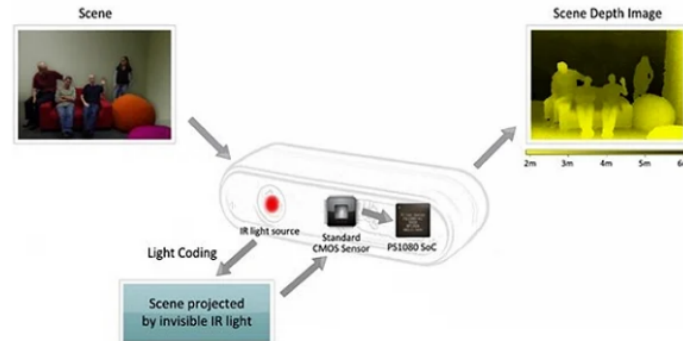 Scene
Scene Depth Image
2m 3m 4m 5m
IR light source
Standard
CMOS Sensor
PS1080 SoC
Light Coding
Scene projected
by invisible IR light